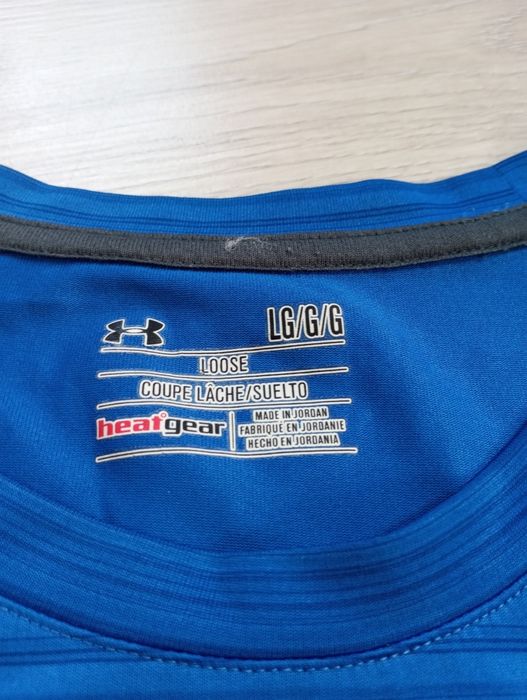 LG/G/G
LOOSE
COUPE LÂCHE/SUELTO
heatgear
MADE IN JORDAN
FABRIQUÉ EN JORDANIE
HECHO EN JORDANIA